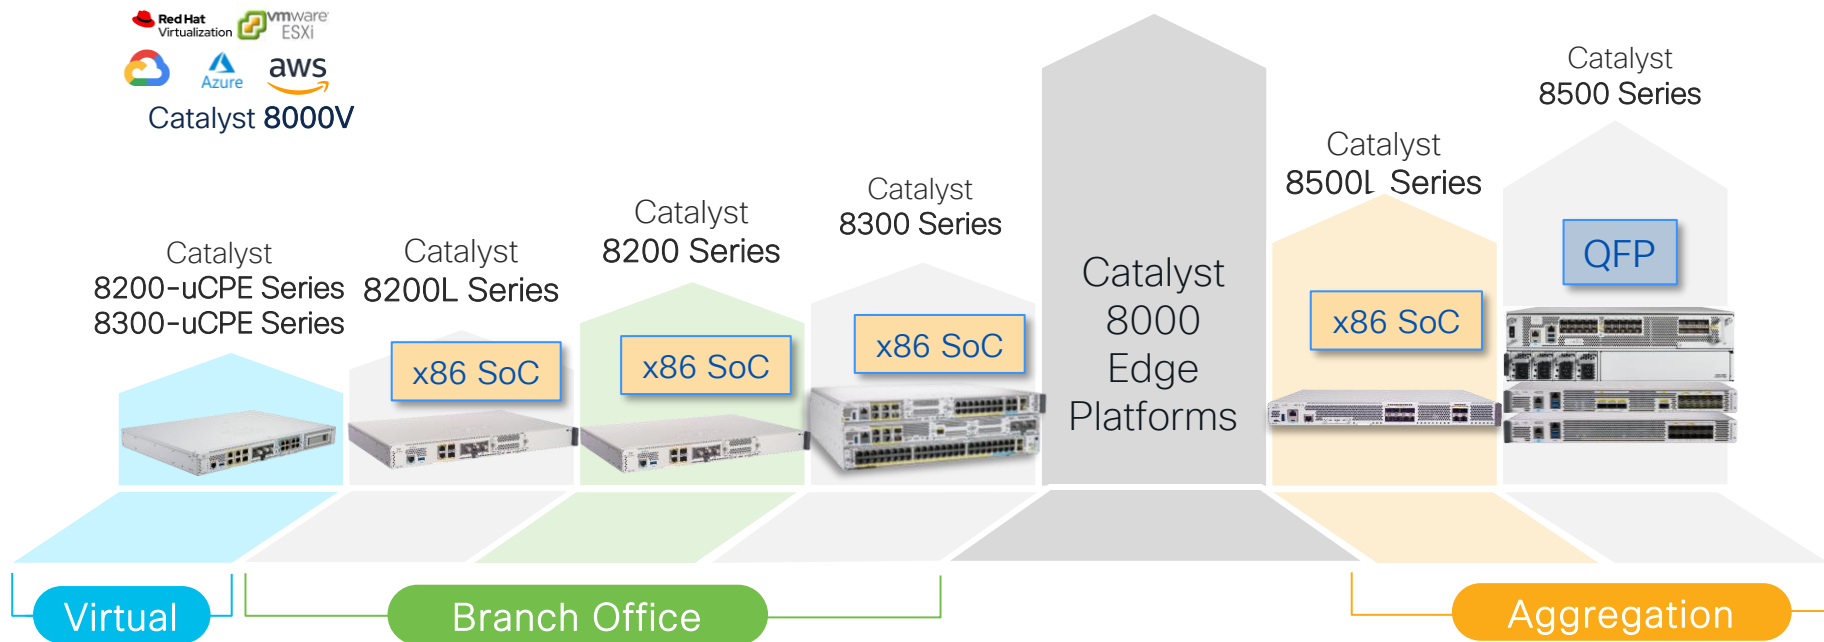 Red Hat
Virtualization
vmware
ESXi
Azure
aws
Catalyst 8000V
Catalyst
8200-uCPE Series
8300-uCPE Series
Catalyst
8200L Series
x86 SoC
Catalyst
8200 Series
x86 SoC
Catalyst
8300 Series
x86 SoC
Catalyst
8000
Edge
Platforms
Catalyst
8500L Series
x86 SoC
Catalyst
8500 Series
QFP
Virtual
Branch Office
Aggregation